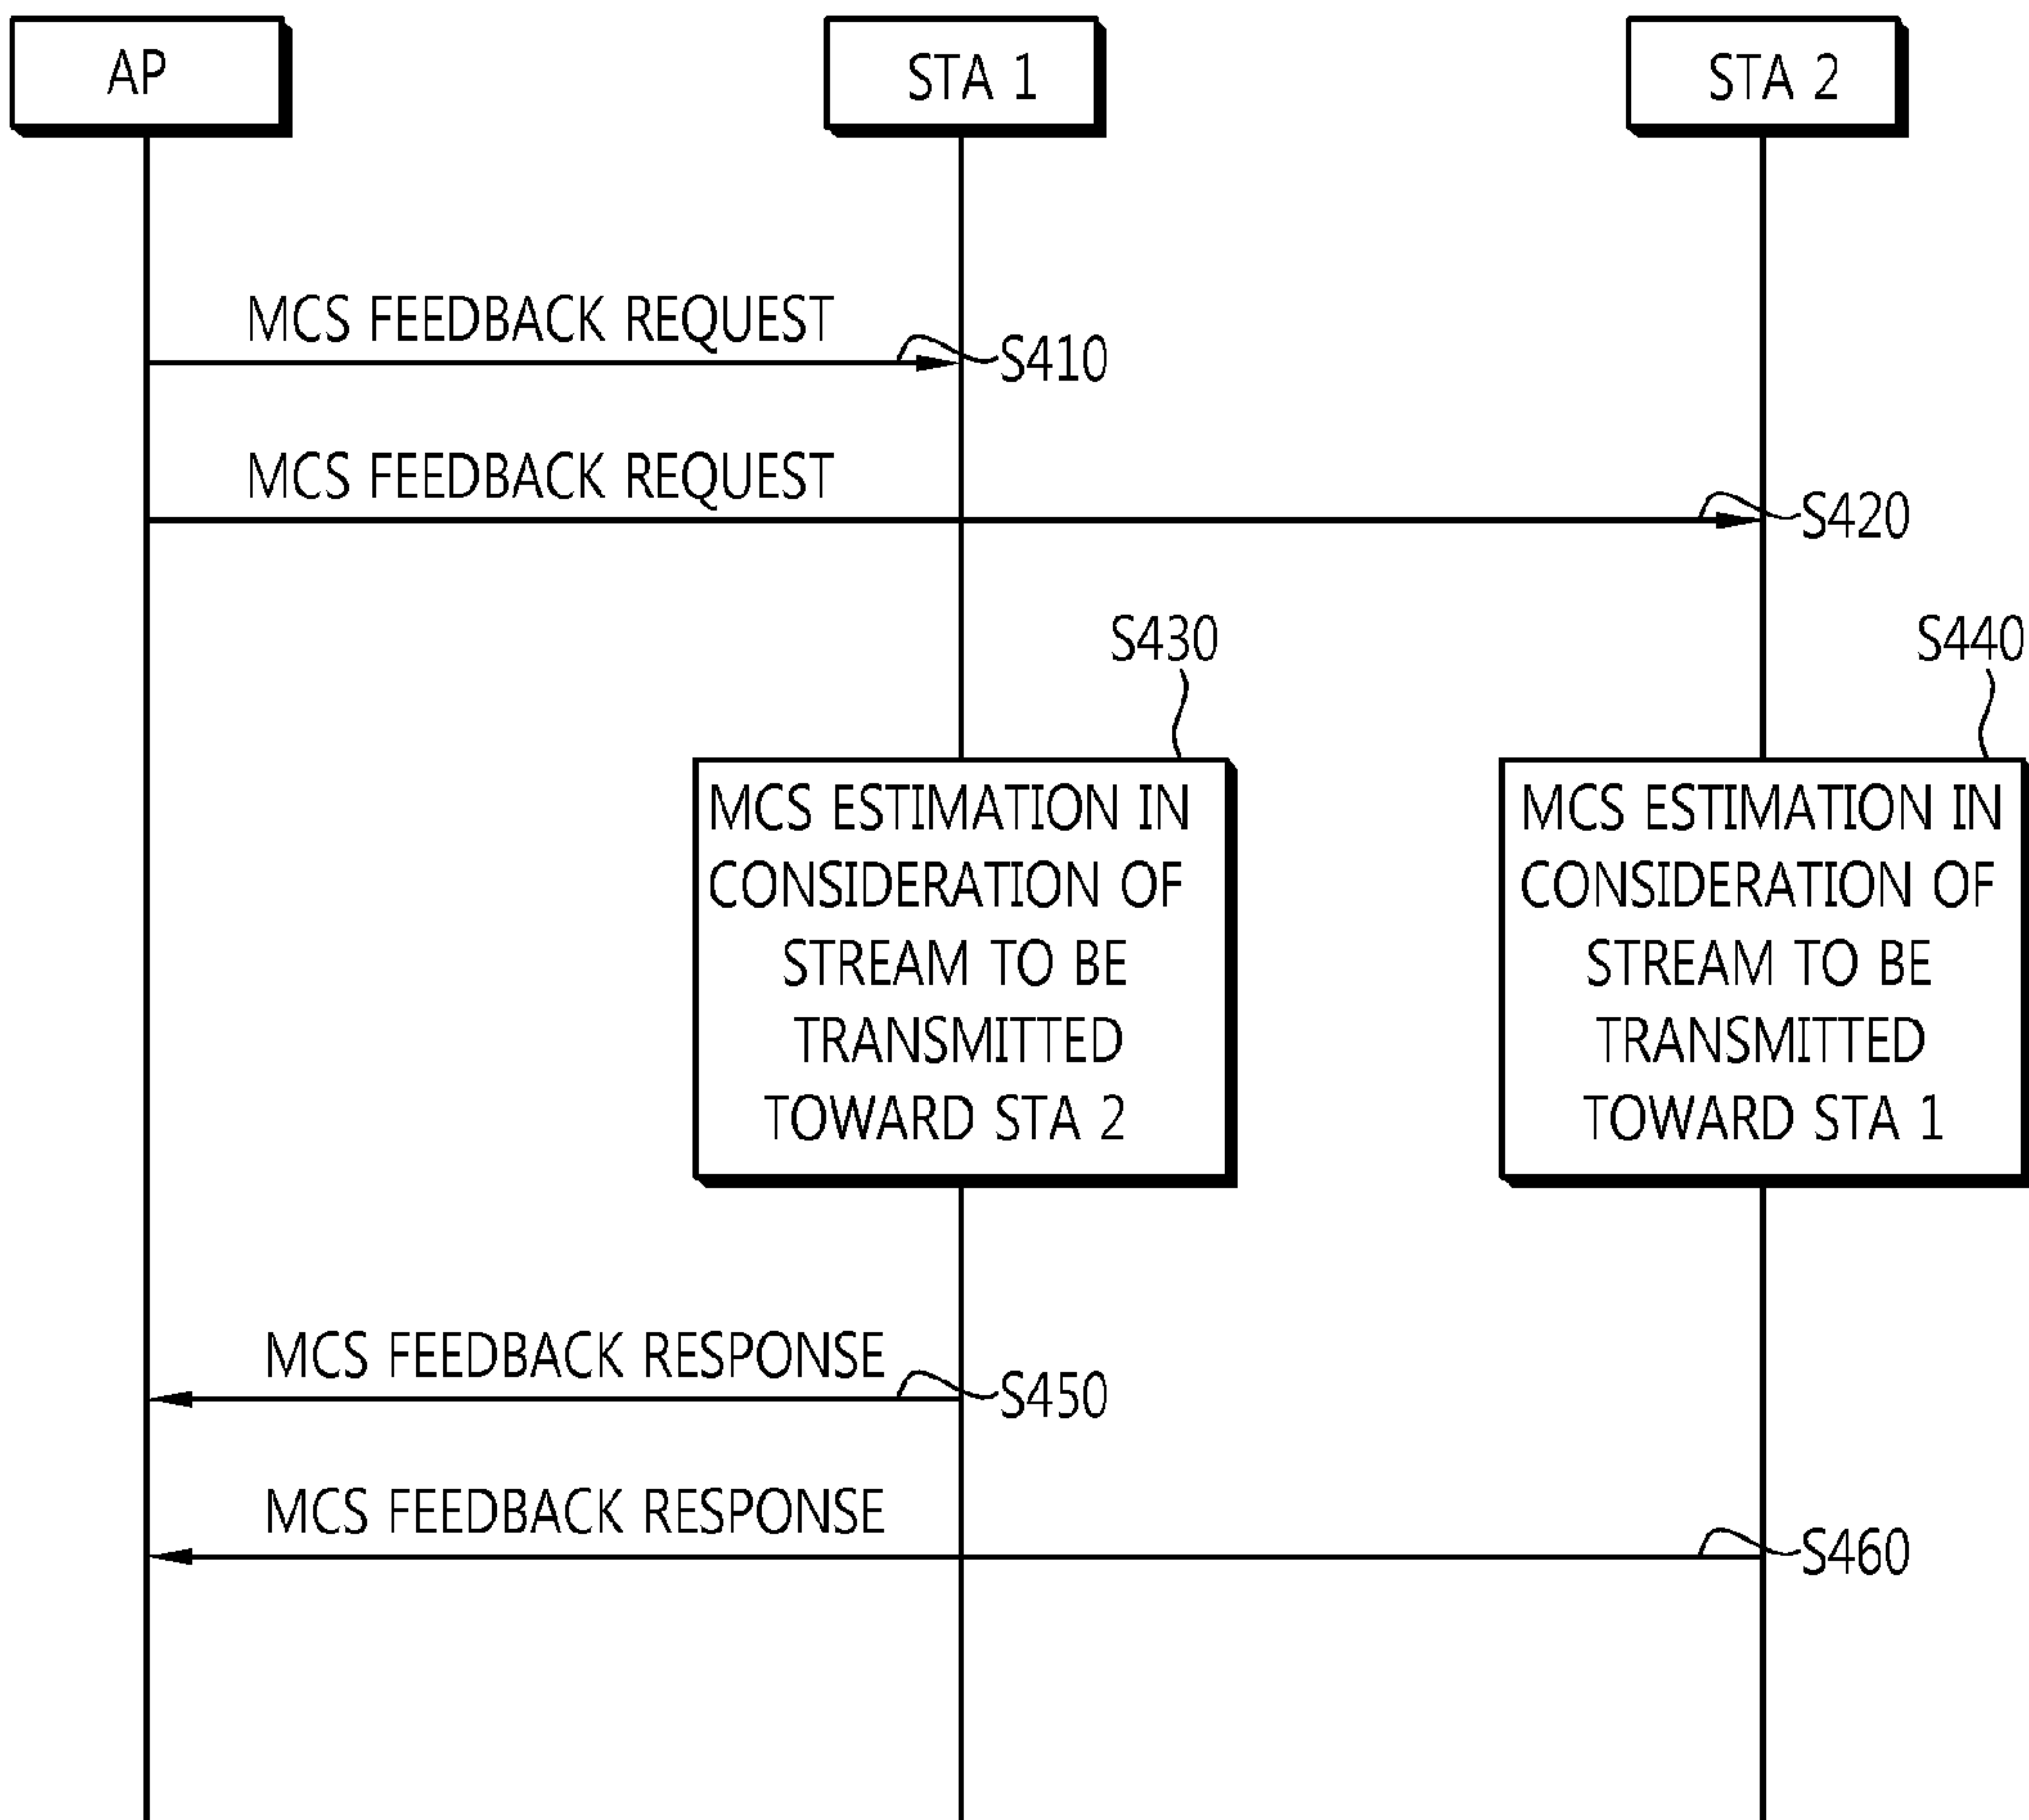 AP
STA 1
STA 2
MCS FEEDBACK REQUEST
S410
MCS FEEDBACK REQUEST
S420
S430
S440
MCS ESTIMATION IN
CONSIDERATION OF
STREAM TO BE
TRANSMITTED
TOWARD STA 2
MCS ESTIMATION IN
CONSIDERATION OF
STREAM TO BE
TRANSMITTED
TOWARD STA 1
MCS FEEDBACK RESPONSE
S450
MCS FEEDBACK RESPONSE
S460